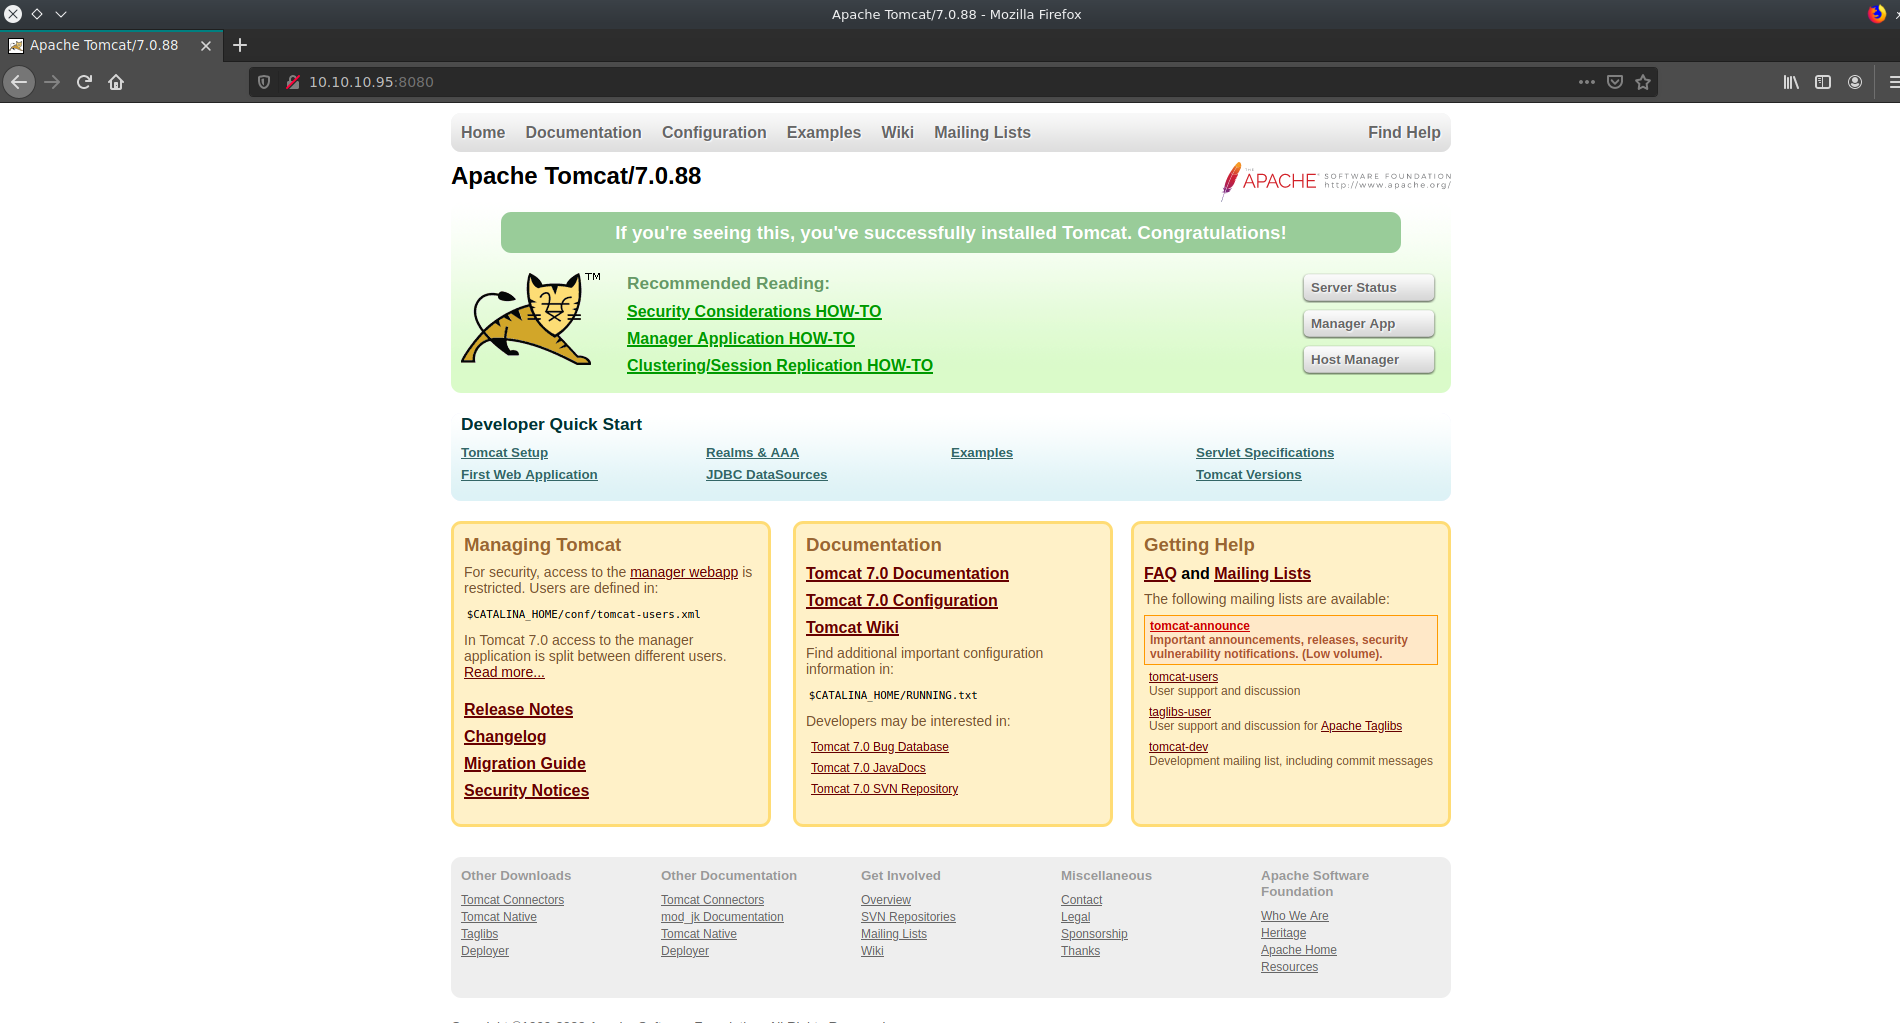 Apache Tomcat/7.0.88 - Mozilla Firefox
Apache Tomcat/7.0.88
10.10.10.95:8080
Home Documentation Configuration Examples Wiki Mailing Lists Find Help
Apache Tomcat/7.0.88
THE APACHE SOFTWARE FOUNDATION
http://www.apache.org/
If you're seeing this, you've successfully installed Tomcat. Congratulations!
TM
Recommended Reading:
Security Considerations HOW-TO
Manager Application HOW-TO
Clustering/Session Replication HOW-TO
Server Status
Manager App
Host Manager
Developer Quick Start
Tomcat Setup
First Web Application
Realms & AAA
JDBC DataSources
Examples
Servlet Specifications
Tomcat Versions
Managing Tomcat
For security, access to the manager webapp is
restricted. Users are defined in:
$CATALINA_HOME/conf/tomcat-users.xml
In Tomcat 7.0 access to the manager
application is split between different users.
Read more...
Release Notes
Changelog
Migration Guide
Security Notices
Documentation
Tomcat 7.0 Documentation
Tomcat 7.0 Configuration
Tomcat Wiki
Find additional important configuration
information in:
$CATALINA_HOME/RUNNING.txt
Developers may be interested in:
Tomcat 7.0 Bug Database
Tomcat 7.0 JavaDocs
Tomcat 7.0 SVN Repository
Getting Help
FAQ and Mailing Lists
The following mailing lists are available:
tomcat-announce
Important announcements, releases, security
vulnerability notifications. (Low volume).
tomcat-users
User support and discussion
taglibs-user
User support and discussion for Apache Taglibs
tomcat-dev
Development mailing list, including commit messages
Other Downloads
Tomcat Connectors
Tomcat Native
Taglibs
Deployer
Other Documentation
Tomcat Connectors
mod_jk Documentation
Tomcat Native
Deployer
Get Involved
Overview
SVN Repositories
Mailing Lists
Wiki
Miscellaneous
Contact
Legal
Sponsorship
Thanks
Apache Software
Foundation
Who We Are
Heritage
Apache Home
Resources